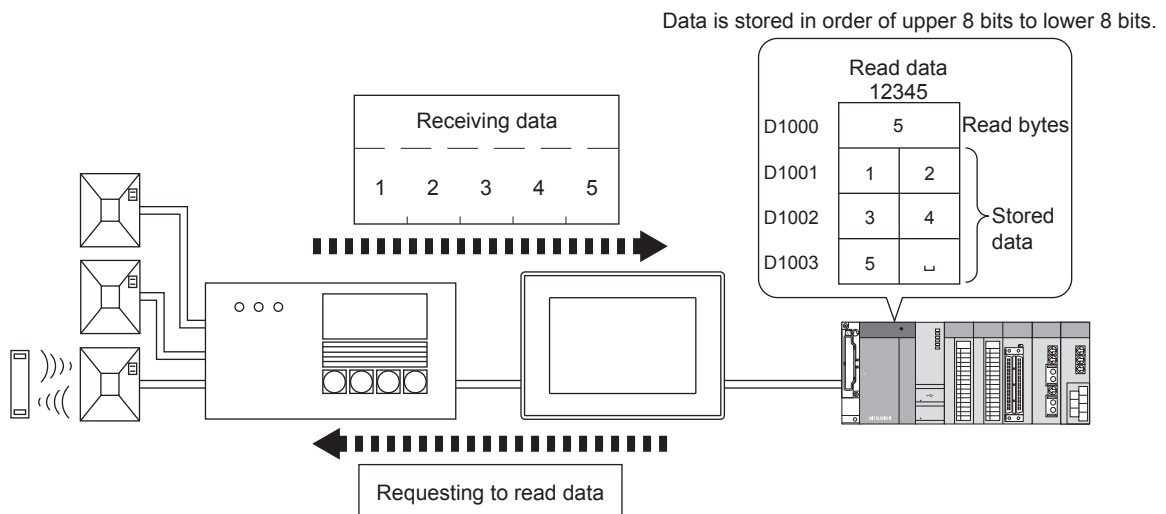 Data is stored in order of upper 8 bits to lower 8 bits.
Read data
12345
D1000 5 Read bytes
D1001 1 2
D1002 3 4
Stored
data
D1003 5 ␣
Receiving data
1 2 3 4 5
Requesting to read data
MITSUBISHI